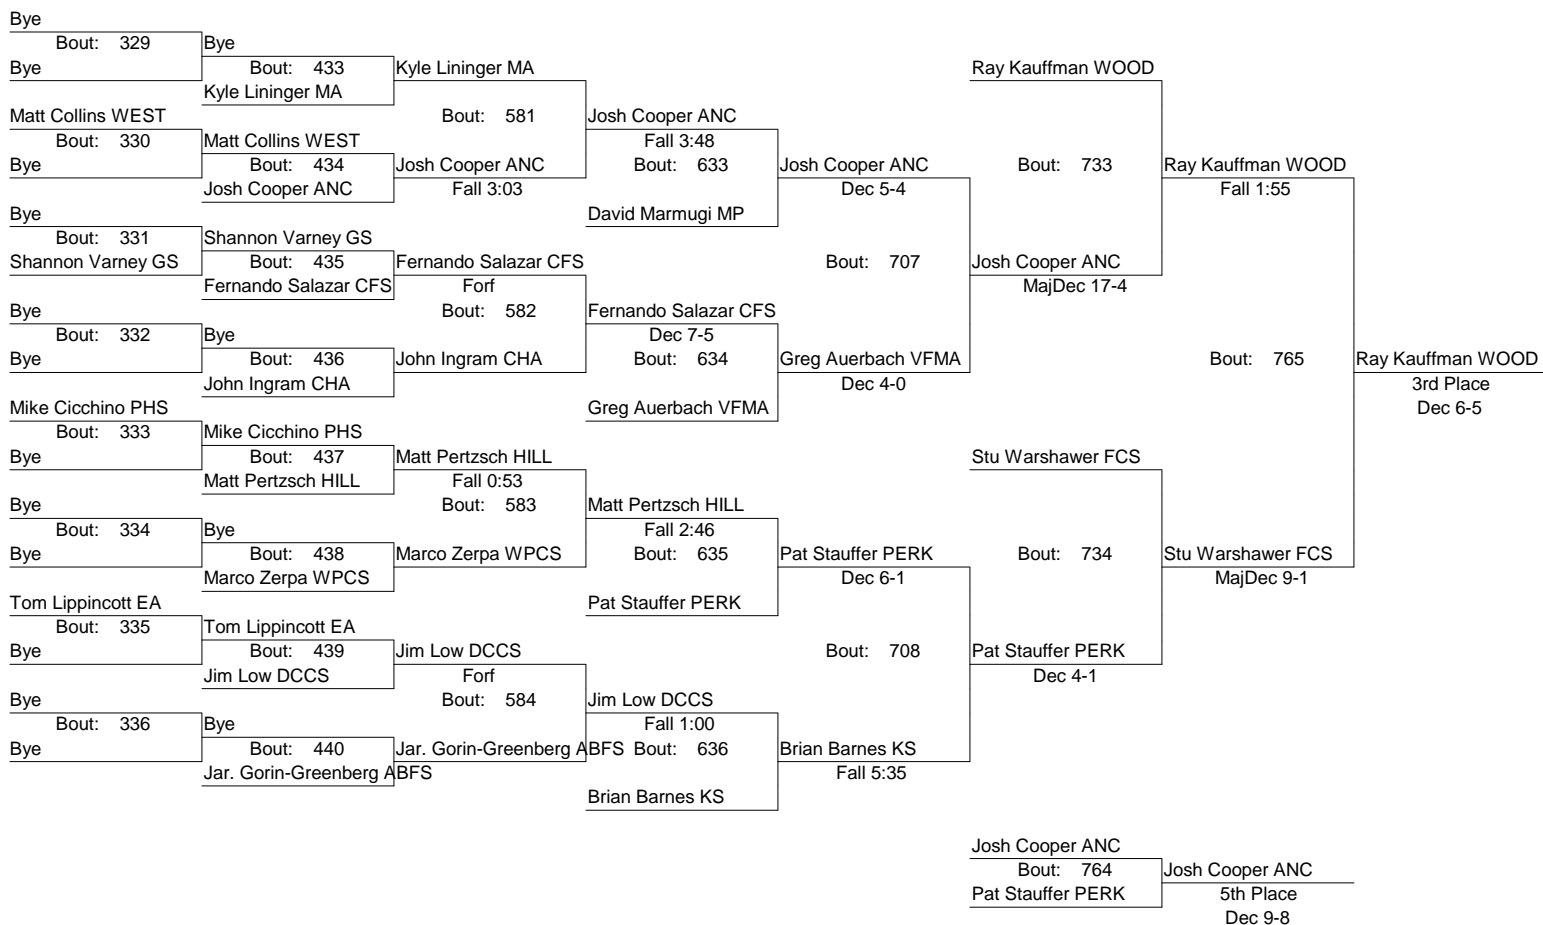 Bye
Bout: 329 Bye
Bye Bout: 433 Kyle Lininger MA Ray Kauffman WOOD
Kyle Lininger MA
Matt Collins WEST Bout: 581 Josh Cooper ANC
Bout: 330 Matt Collins WEST Fall 3:48
Bye Bout: 434 Josh Cooper ANC Bout: 633 Josh Cooper ANC Bout: 733 Ray Kauffman WOOD
Josh Cooper ANC Fall 3:03 Dec 5-4 Fall 1:55
Bye David Marmugi MP
Bout: 331 Shannon Varney GS
Shannon Varney GS Bout: 435 Fernando Salazar CFS Bout: 707 Josh Cooper ANC
Fernando Salazar CFS Forf MajDec 17-4
Bye Bout: 582 Fernando Salazar CFS
Bout: 332 Bye Dec 7-5
Bye Bout: 436 John Ingram CHA Bout: 634 Greg Auerbach VFMA Bout: 765 Ray Kauffman WOOD
John Ingram CHA Dec 4-0 3rd Place
Mike Cicchino PHS Greg Auerbach VFMA Dec 6-5
Bout: 333 Mike Cicchino PHS
Bye Bout: 437 Matt Pertzsch HILL Stu Warshawer FCS
Matt Pertzsch HILL Fall 0:53
Bye Bout: 583 Matt Pertzsch HILL
Bout: 334 Bye Fall 2:46
Bye Bout: 438 Marco Zerpa WPCS Bout: 635 Pat Stauffer PERK Bout: 734 Stu Warshawer FCS
Marco Zerpa WPCS Dec 6-1 MajDec 9-1
Tom Lippincott EA Pat Stauffer PERK
Bout: 335 Tom Lippincott EA
Bye Bout: 439 Jim Low DCCS Bout: 708 Pat Stauffer PERK
Jim Low DCCS Forf Dec 4-1
Bye Bout: 584 Jim Low DCCS
Bout: 336 Bye Fall 1:00
Bye Bout: 440 Jar. Gorin-Greenberg ABFS Bout: 636 Brian Barnes KS
Jar. Gorin-Greenberg ABFS Fall 5:35
Brian Barnes KS
Josh Cooper ANC
Bout: 764 Josh Cooper ANC
Pat Stauffer PERK 5th Place
Dec 9-8